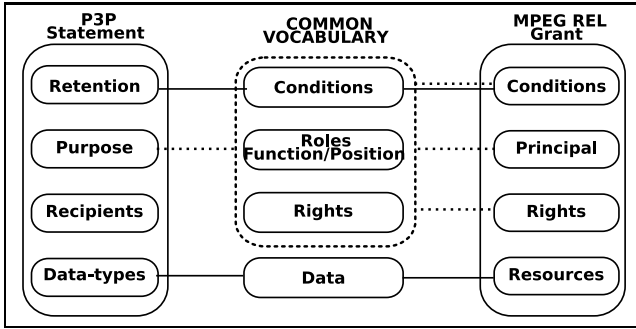 P3P
Statement
Retention
Purpose
Recipients
Data-types
COMMON
VOCABULARY
Conditions
Roles
Function/Position
Rights
Data
MPEG REL
Grant
Conditions
Principal
Rights
Resources